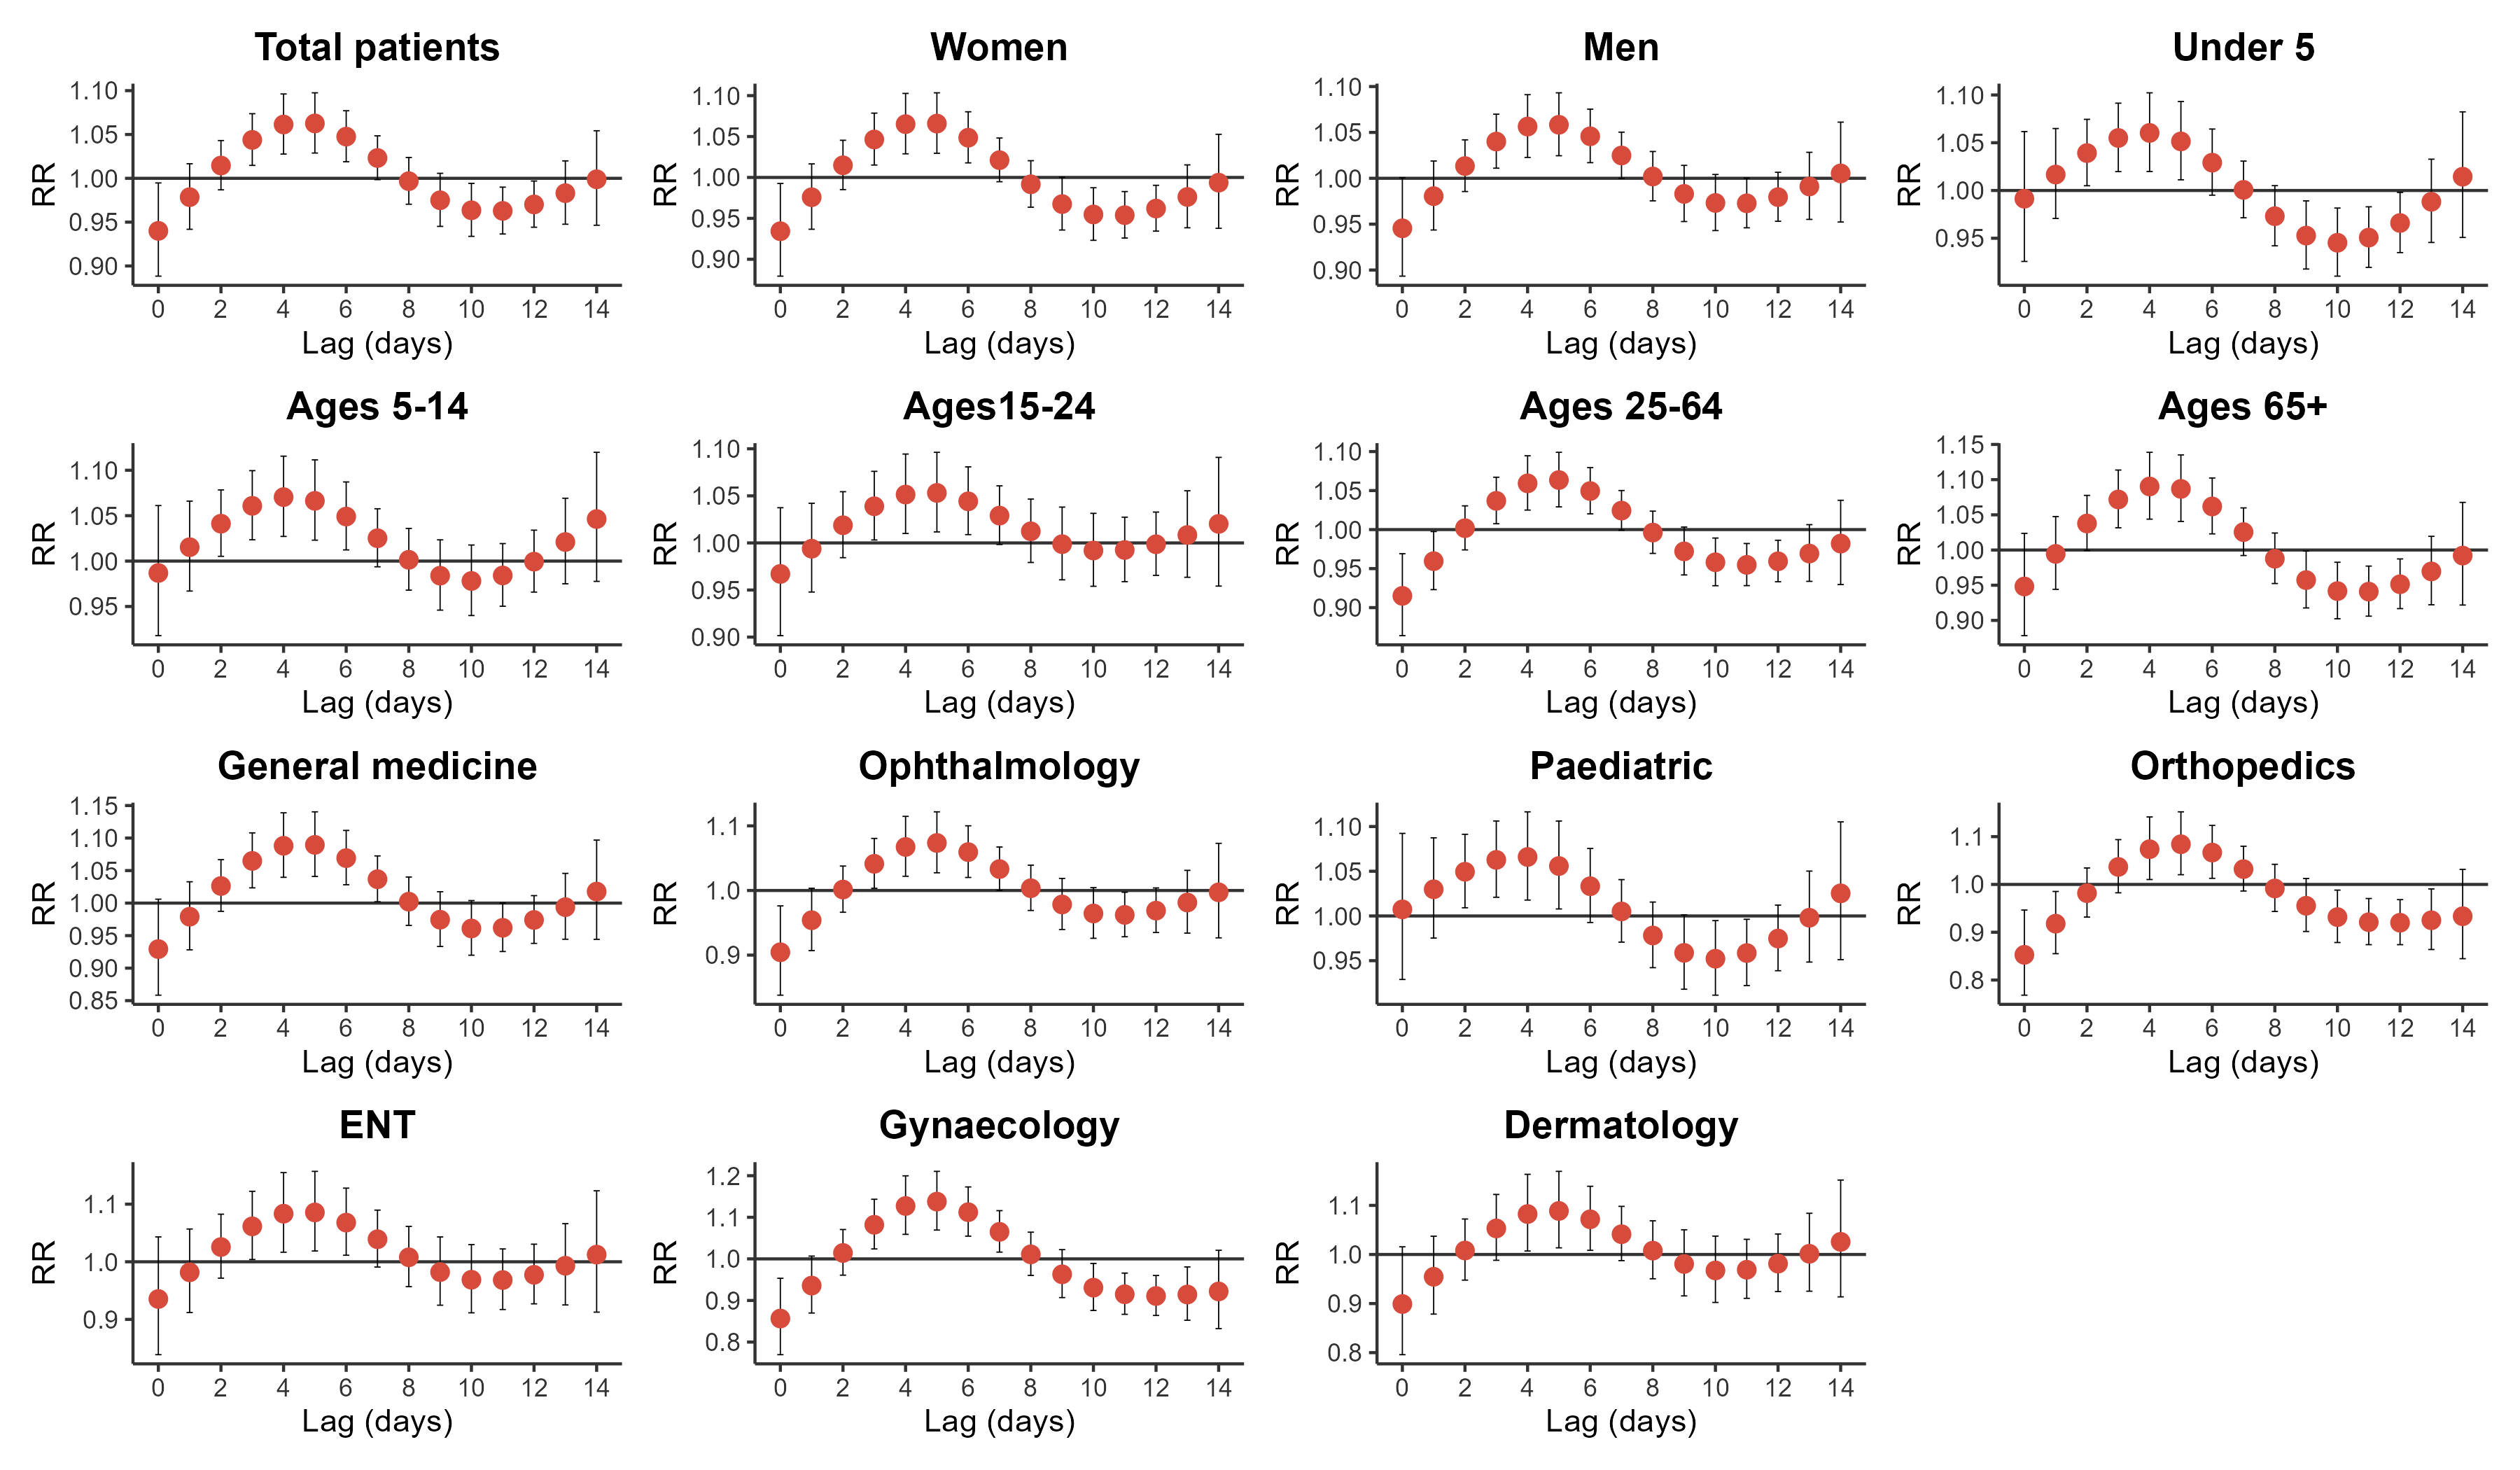 Total patients
RR
1.10
1.05
1.00
0.95
0.90
0 2 4 6 8 10 12 14
Lag (days)
Women
RR
1.10
1.05
1.00
0.95
0.90
0 2 4 6 8 10 12 14
Lag (days)
Men
RR
1.10
1.05
1.00
0.95
0.90
0 2 4 6 8 10 12 14
Lag (days)
Under 5
RR
1.10
1.05
1.00
0.95
0 2 4 6 8 10 12 14
Lag (days)
Ages 5-14
RR
1.10
1.05
1.00
0.95
0 2 4 6 8 10 12 14
Lag (days)
Ages15-24
RR
1.10
1.05
1.00
0.95
0.90
0 2 4 6 8 10 12 14
Lag (days)
Ages 25-64
RR
1.10
1.05
1.00
0.95
0.90
0 2 4 6 8 10 12 14
Lag (days)
Ages 65+
RR
1.15
1.10
1.05
1.00
0.95
0.90
0 2 4 6 8 10 12 14
Lag (days)
General medicine
RR
1.15
1.10
1.05
1.00
0.95
0.90
0.85
0 2 4 6 8 10 12 14
Lag (days)
Ophthalmology
RR
1.1
1.0
0.9
0 2 4 6 8 10 12 14
Lag (days)
Paediatric
RR
1.10
1.05
1.00
0.95
0 2 4 6 8 10 12 14
Lag (days)
Orthopedics
RR
1.1
1.0
0.9
0.8
0 2 4 6 8 10 12 14
Lag (days)
ENT
RR
1.1
1.0
0.9
0 2 4 6 8 10 12 14
Lag (days)
Gynaecology
RR
1.2
1.1
1.0
0.9
0.8
0 2 4 6 8 10 12 14
Lag (days)
Dermatology
RR
1.1
1.0
0.9
0.8
0 2 4 6 8 10 12 14
Lag (days)